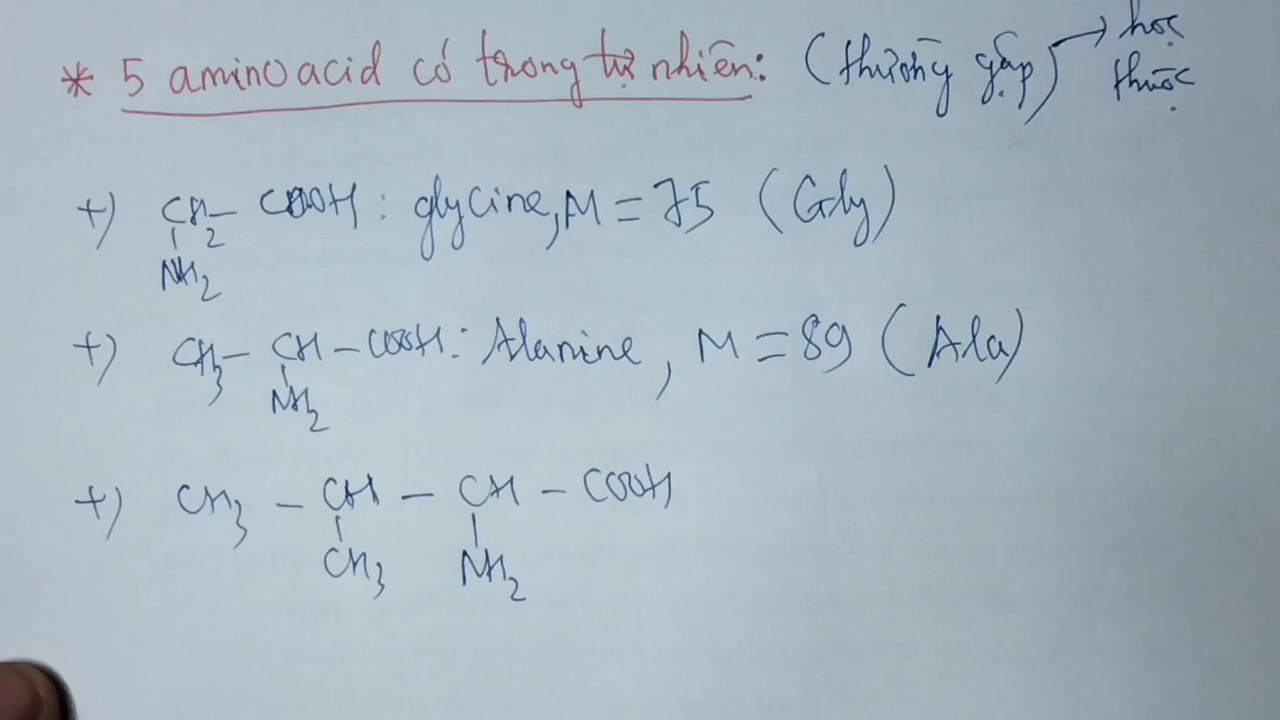 * 5 amino acid có trong tự nhiên: (thường gặp) → học thuộc
+) CH2 - COOH : glycine, M = 75 (Gly)
NH2
+) CH3 - CH - COOH : Alanine, M = 89 (Ala)
NH2
+) CH3 - CH - CH - COOH
CH3 NH2